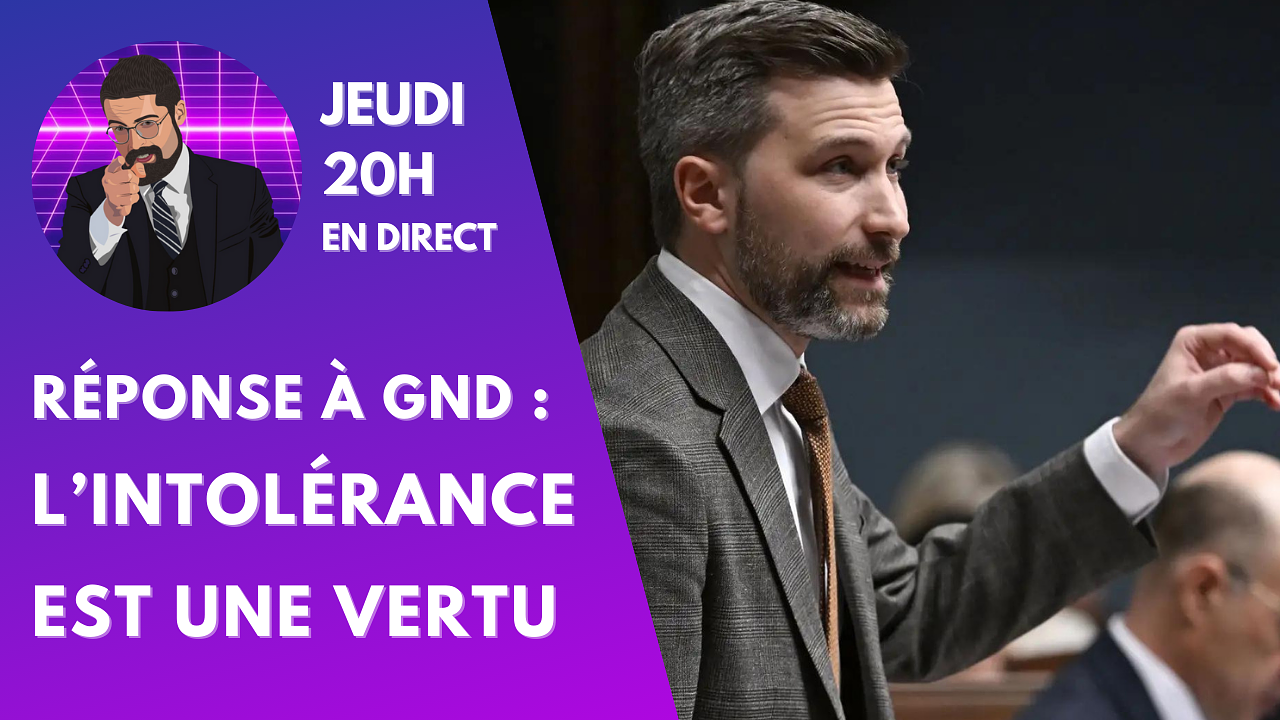 JEUDI
20H
EN DIRECT
RÉPONSE À GND :
L’INTOLÉRANCE
EST UNE VERTU